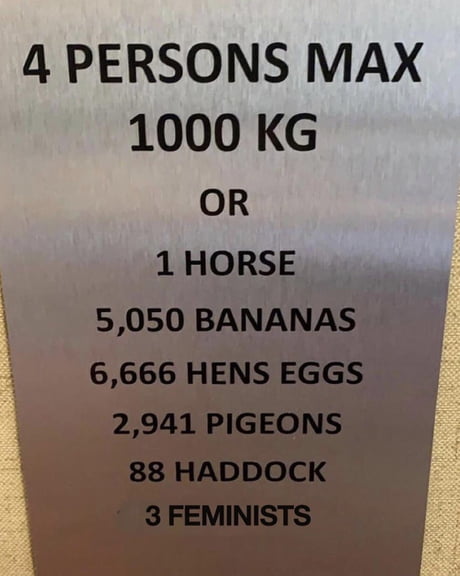 4 PERSONS MAX
1000 KG
OR
1 HORSE
5,050 BANANAS
6,666 HENS EGGS
2,941 PIGEONS
88 HADDOCK
3 FEMINISTS